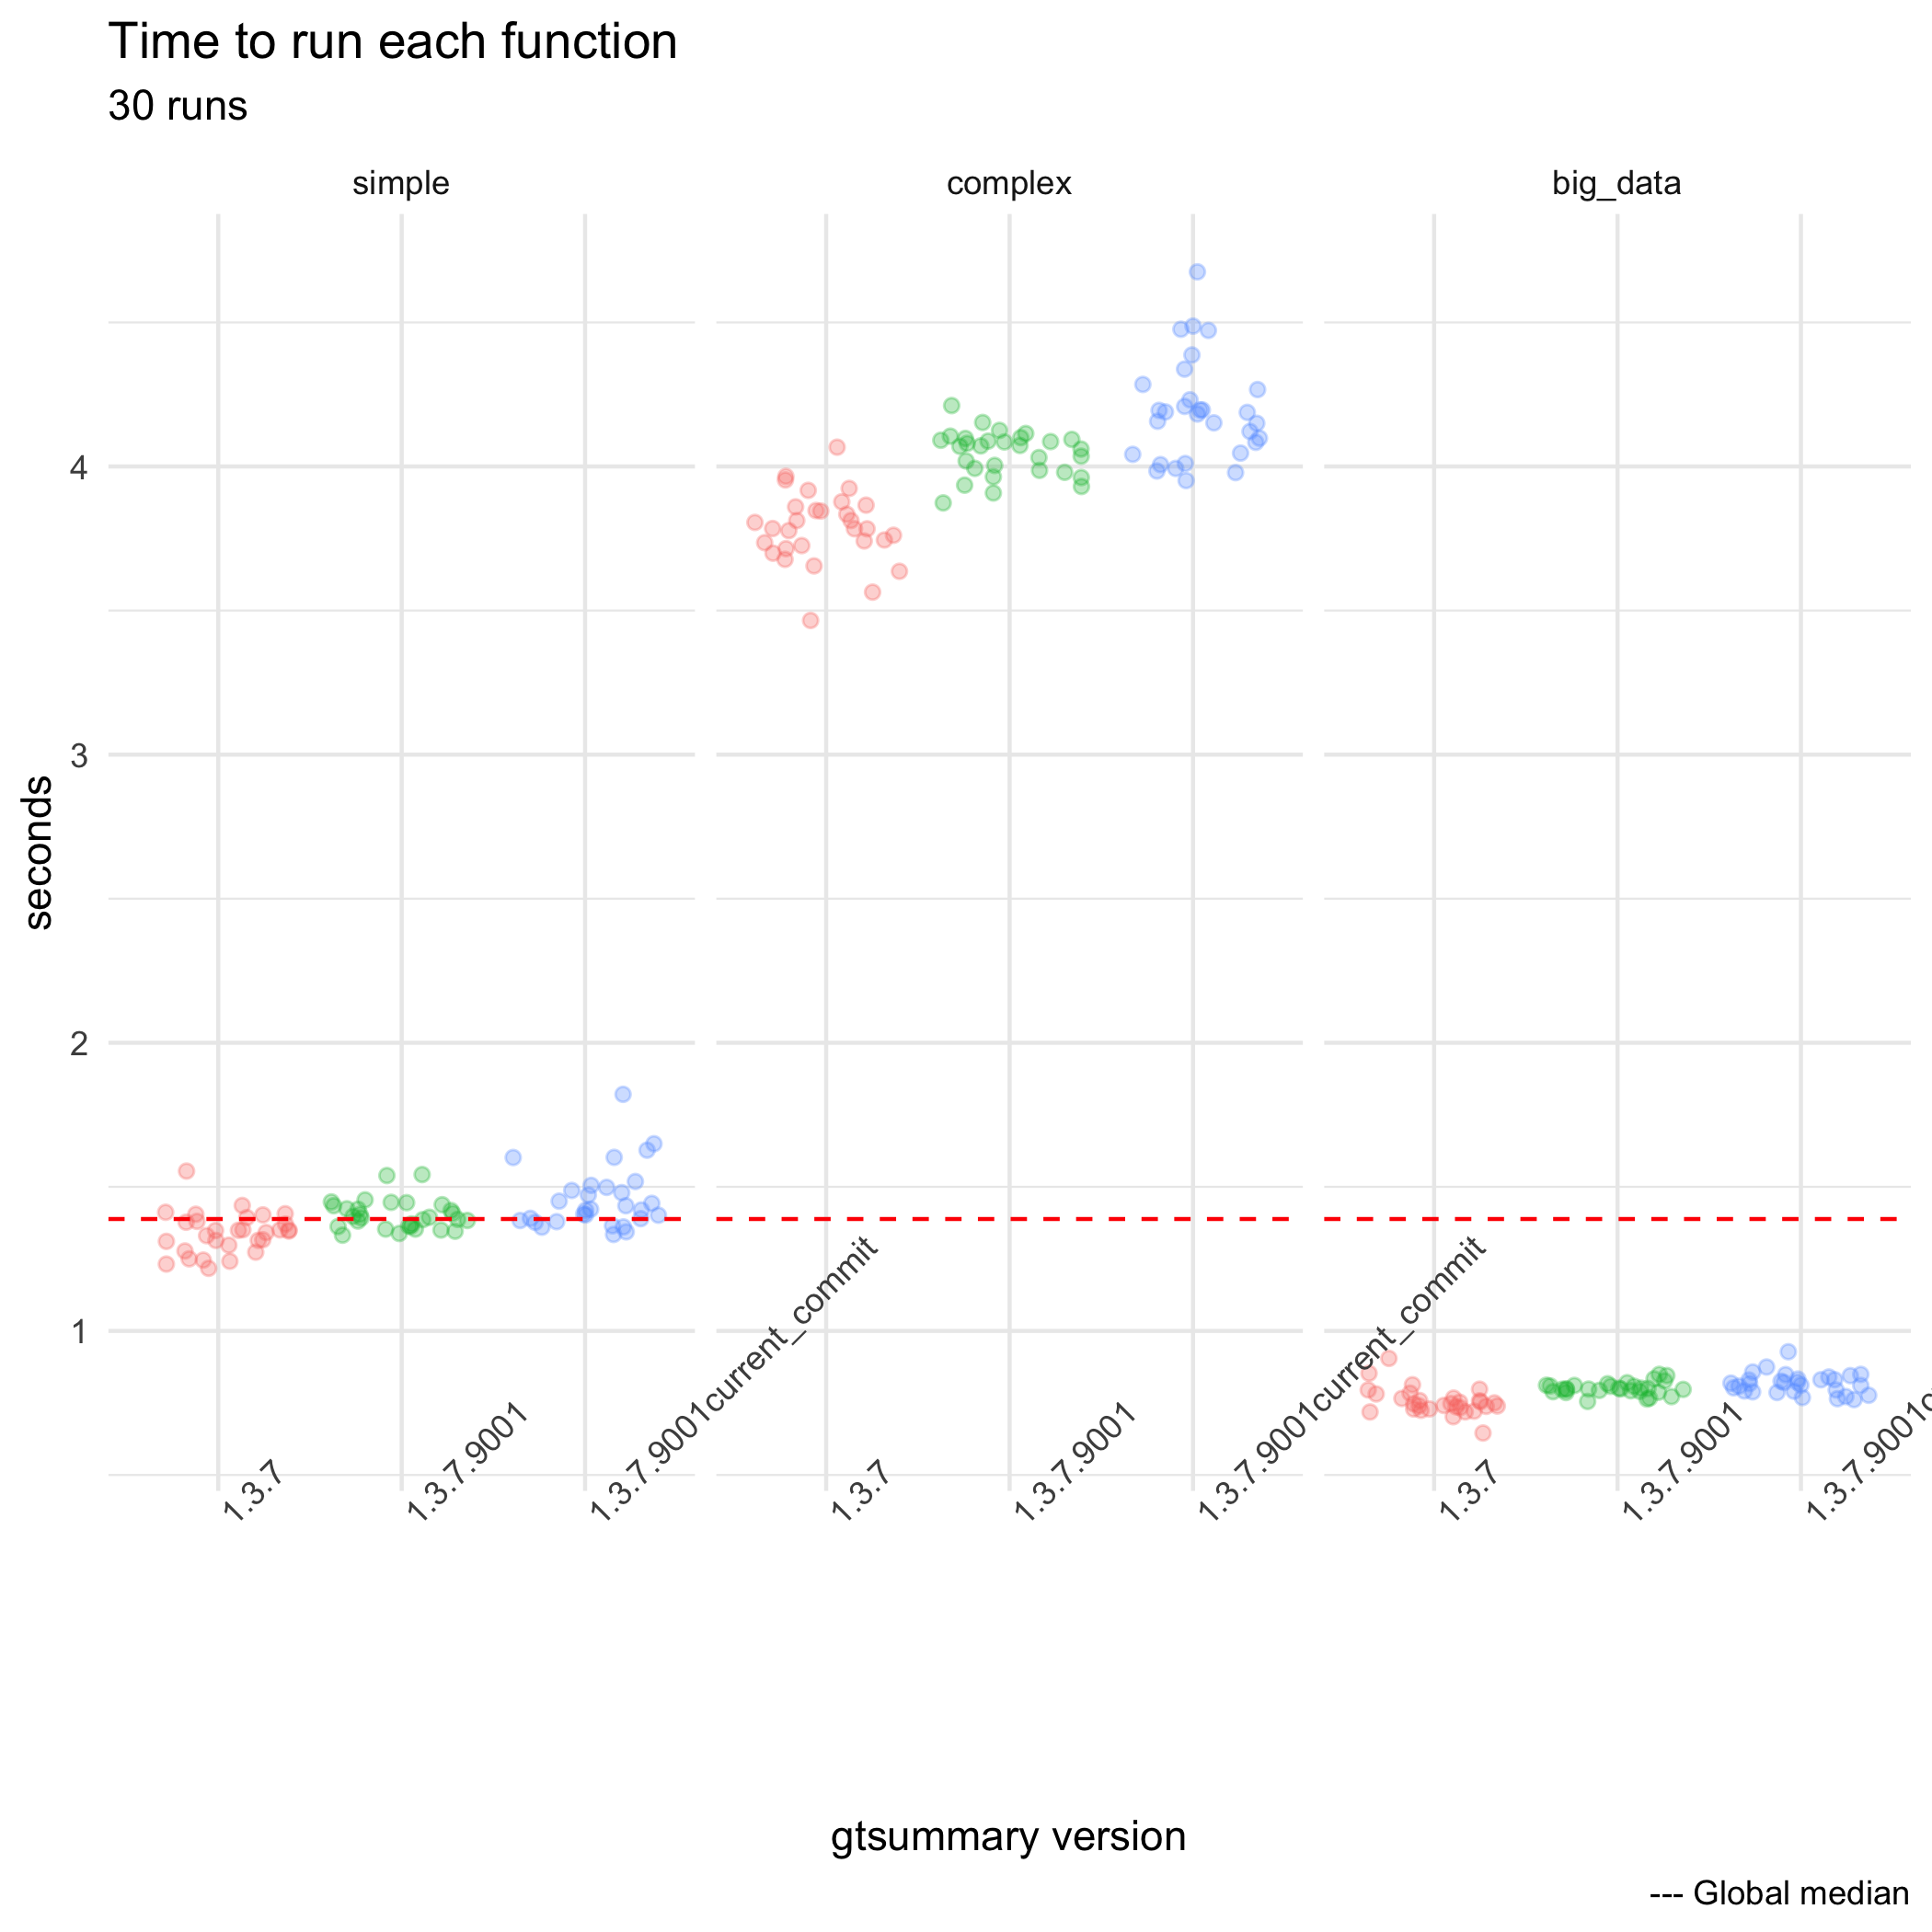 Time to run each function
30 runs
simple
complex
big_data
seconds
4
3
2
1
1.3.7
1.3.7.9001
1.3.7.9001current_commit
1.3.7
1.3.7.9001
1.3.7.9001current_commit
1.3.7
1.3.7.9001
1.3.7.9001c
gtsummary version
--- Global median